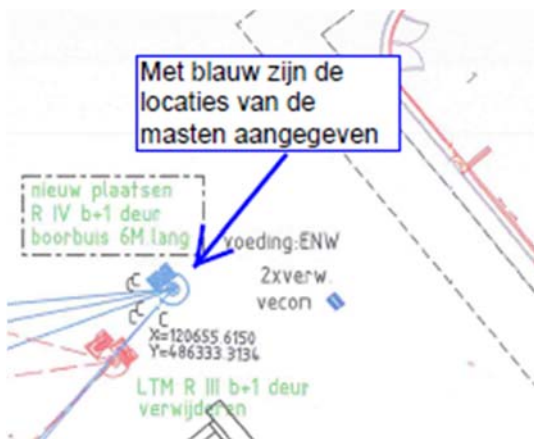 Met blauw zijn de
locaties van de
masten aangegeven
nieuw plaatsen
R IV b+1 deur
boorbuis 6M.lang
voeding:ENW
2xverw.
vecom
C
C
C
C
C
X=120655.6150
Y=486333.3134
LTM R III b+1 deur
verwijderen